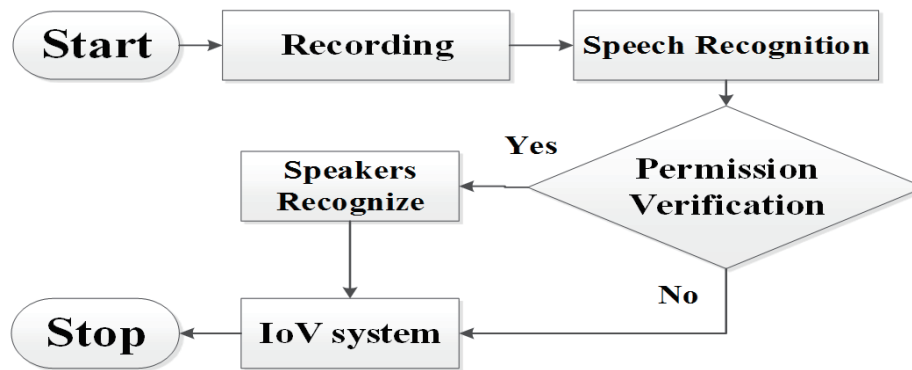 Start
Recording
Speech Recognition
Yes
Permission
Verification
Speakers
Recognize
No
Stop
IoV system